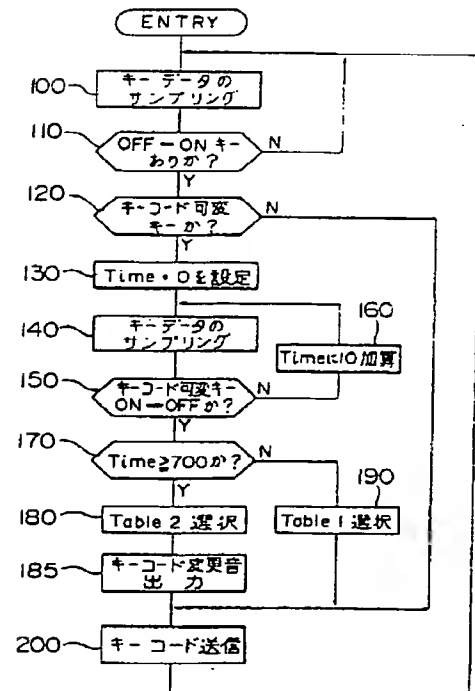 ENTRY
100
キーデータの
サンプリング
110
OFF→ONキー
ありか?
N
Y
120
キーコード可変
キーか?
N
Y
130
Time・0を設定
140
キーデータの
サンプリング
160
Timeに10加算
150
キーコード可変キー
ON→OFFか?
N
Y
170
Time≧700か?
N
Y
180
Table 2 選択
190
Table 1 選択
185
キーコード変更音
出力
200
キーコード送信